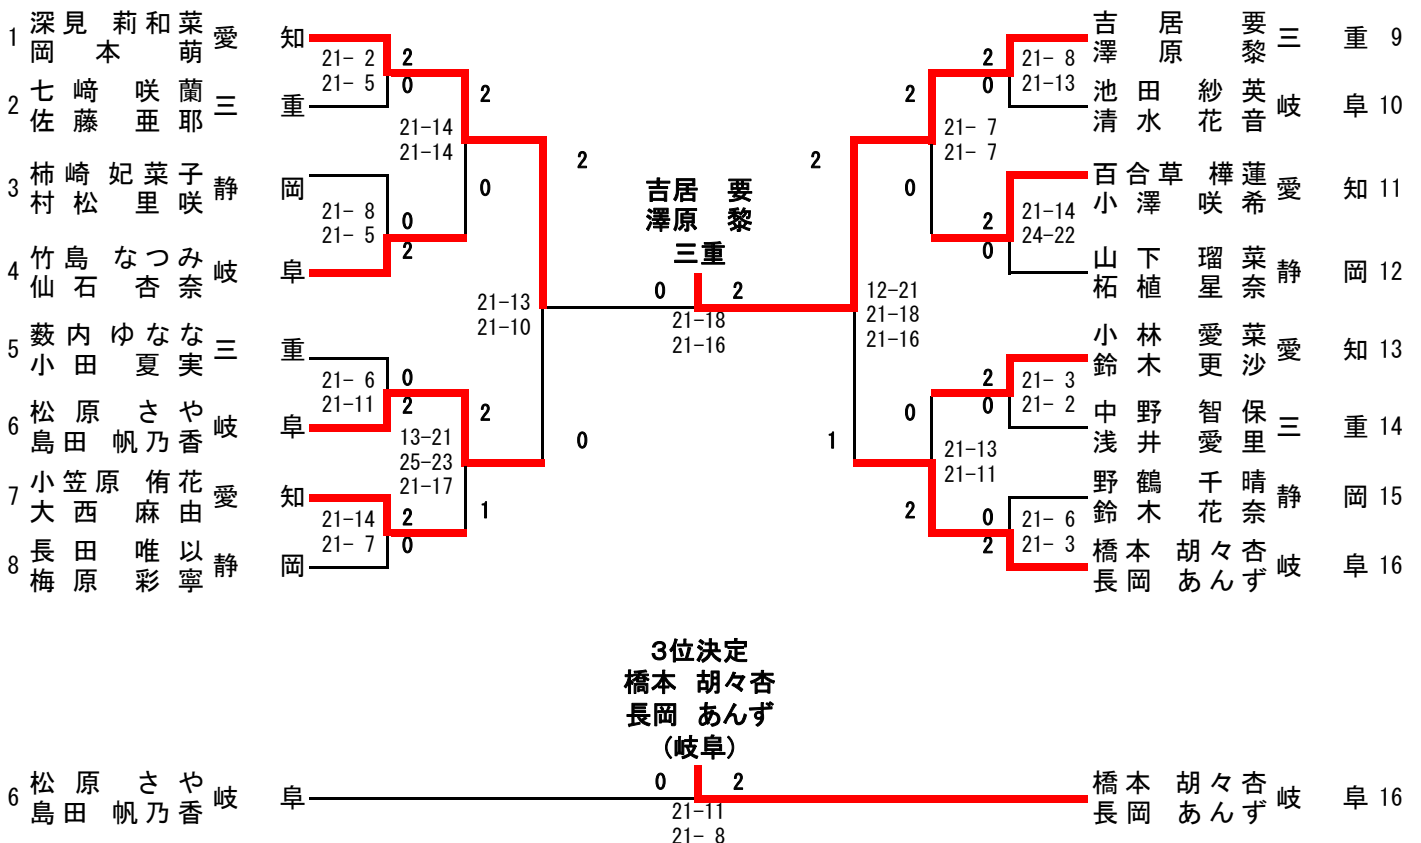 1 深見 莉和菜 愛 知
岡本 萌
21- 2 2
21- 5 0
2 七﨑 咲蘭 三 重
佐藤 亜耶
2
21-14
21-14
0
3 柿崎 妃菜子 静 岡
村松 里咲
21- 8 0
21- 5 2
4 竹島 なつみ 岐 阜
仙石 杏奈
2
21-13
21-10
0
5 薮内 ゆなな 三 重
小田 夏実
21- 6 0
21-11 2
6 松原 さや 岐 阜
島田 帆乃香
2
13-21
25-23
21-17
1
7 小笠原 侑花 愛 知
大西 麻由
21-14 2
21- 7 0
8 長田 唯以 静 岡
梅原 彩寧
吉居 要
澤原 黎
三重
0 2
21-18
21-16
吉居 要 三 重 9
澤原 黎
2 21- 8
0 21-13
池田 紗英 岐 阜 10
清水 花音
2
21- 7
21- 7
0
百合草 樺蓮 愛 知 11
小澤 咲希
2 21-14
0 24-22
山下 瑠菜 静 岡 12
柘植 星奈
2
12-21
21-18
21-16
1
小林 愛菜 愛 知 13
鈴木 更沙
2 21- 3
0 21- 2
中野 智保 三 重 14
浅井 愛里
0
21-13
21-11
2
野鶴 千晴 静 岡 15
鈴木 花奈
0 21- 6
2 21- 3
橋本 胡々杏 岐 阜 16
長岡 あんず
3位決定
橋本 胡々杏
長岡 あんず
(岐阜)
6 松原 さや 岐 阜
島田 帆乃香
0 2
21-11
21- 8
橋本 胡々杏 岐 阜 16
長岡 あんず